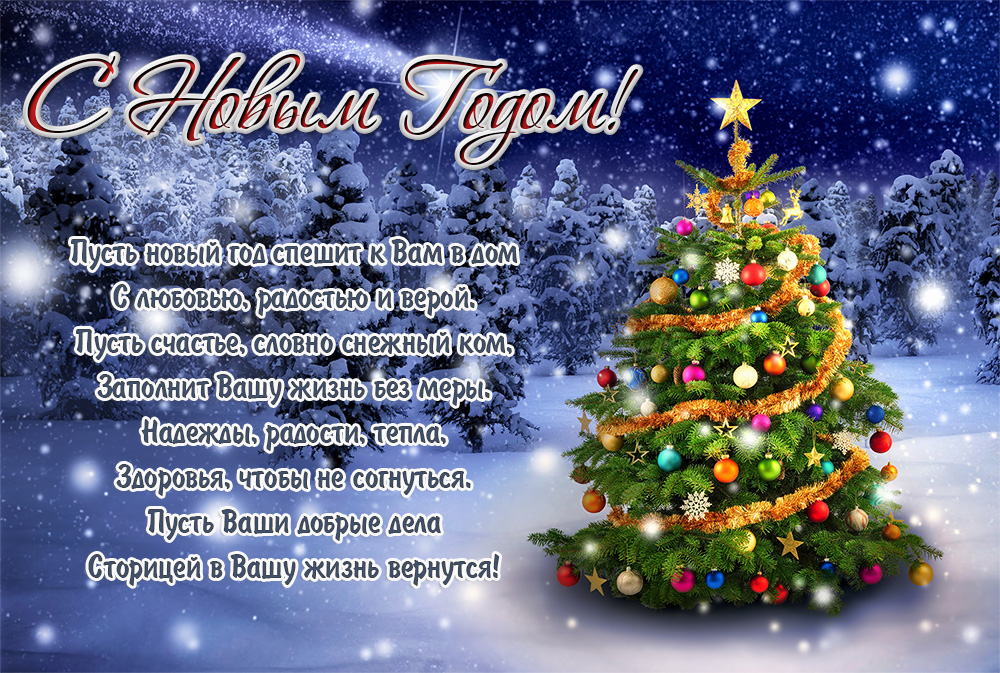 С Новым Годом!
Пусть новый год спешит к Вам в дом
С любовью, радостью и верой.
Пусть счастье, словно снежный ком,
Заполнит Вашу жизнь без меры.
Надежды, радости, тепла,
Здоровья, чтобы не согнуться.
Пусть Ваши добрые дела
Сторицей в Вашу жизнь вернутся!